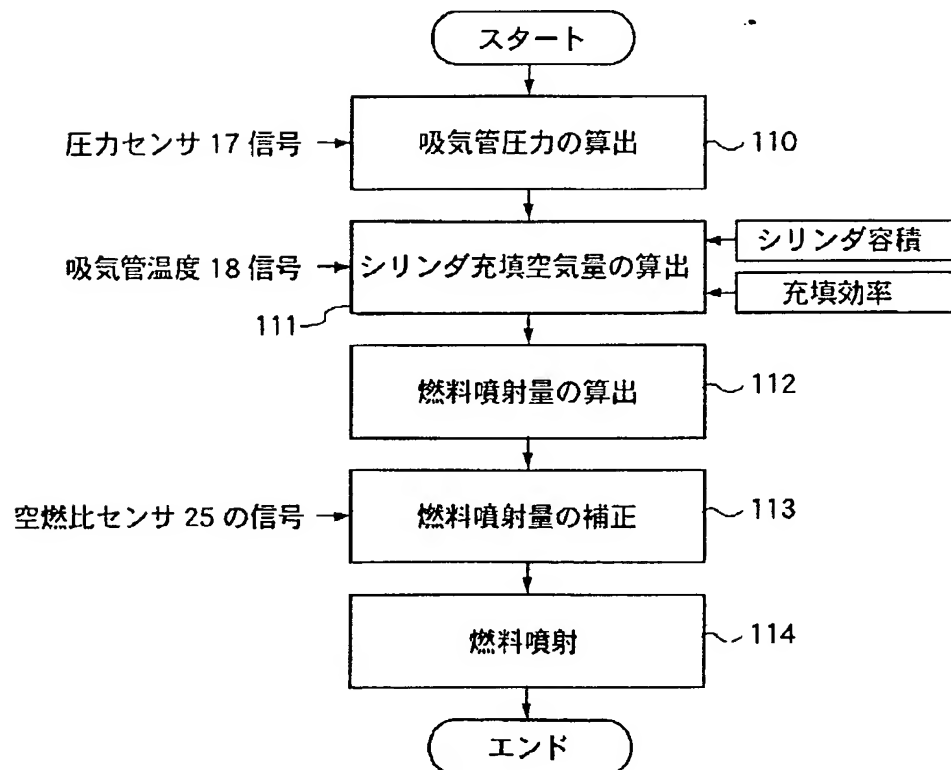 スタート
圧力センサ 17 信号
吸気管圧力の算出
110
吸気管温度 18 信号
シリンダ充填空気量の算出
シリンダ容積
充填効率
111
燃料噴射量の算出
112
空燃比センサ 25 の信号
燃料噴射量の補正
113
燃料噴射
114
エンド